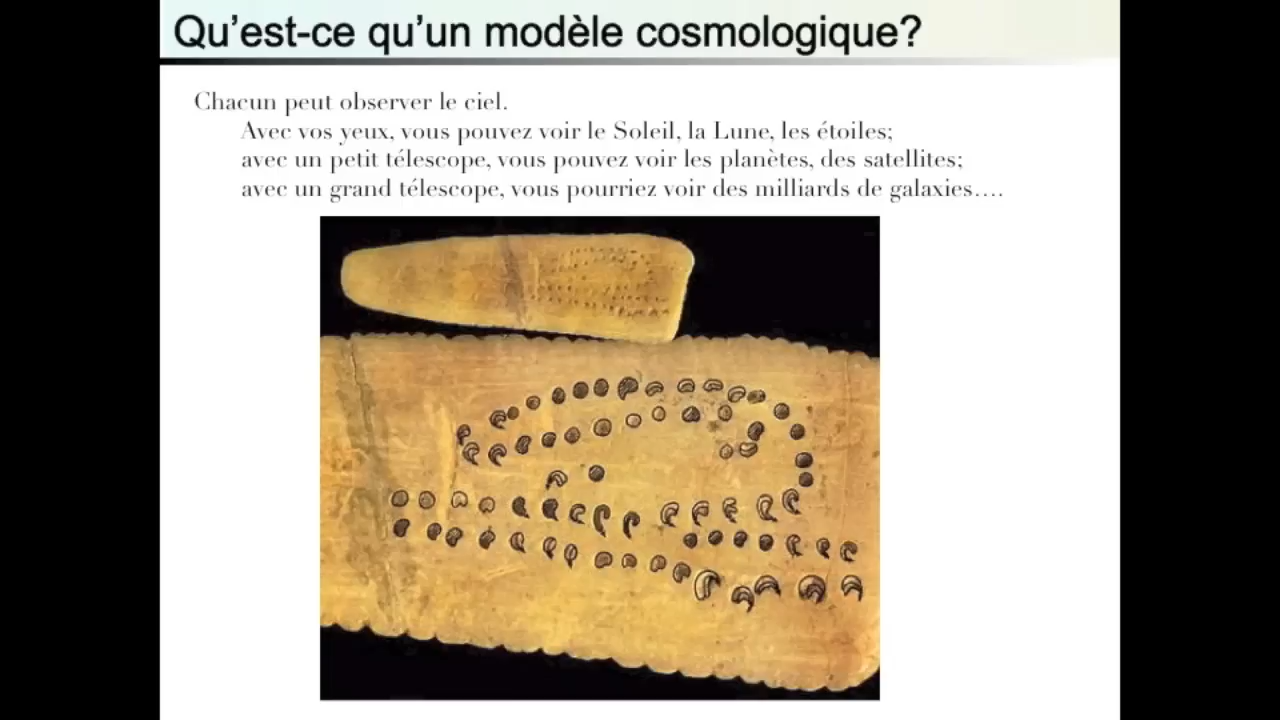 Qu'est-ce qu'un modèle cosmologique?
Chacun peut observer le ciel.
Avec vos yeux, vous pouvez voir le Soleil, la Lune, les étoiles;
avec un petit télescope, vous pouvez voir les planètes, des satellites;
avec un grand télescope, vous pourriez voir des milliards de galaxies….